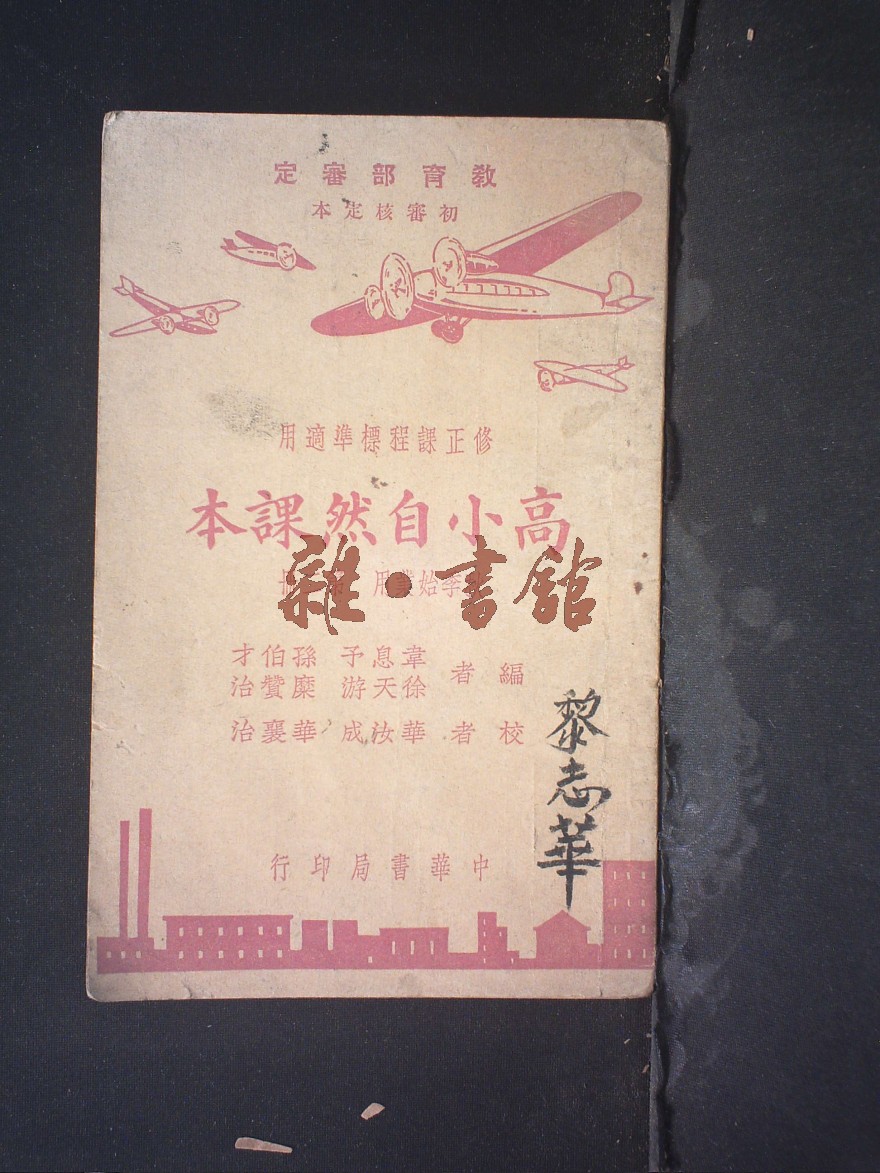 教育部審定
初審核定本
修正課程標準適用
高小自然課本
季始業用
雜·書館
編者
韋息予 孫伯才
徐天游 糜贊治
校者 華汝成 華襄治
黎志華
中華書局印行